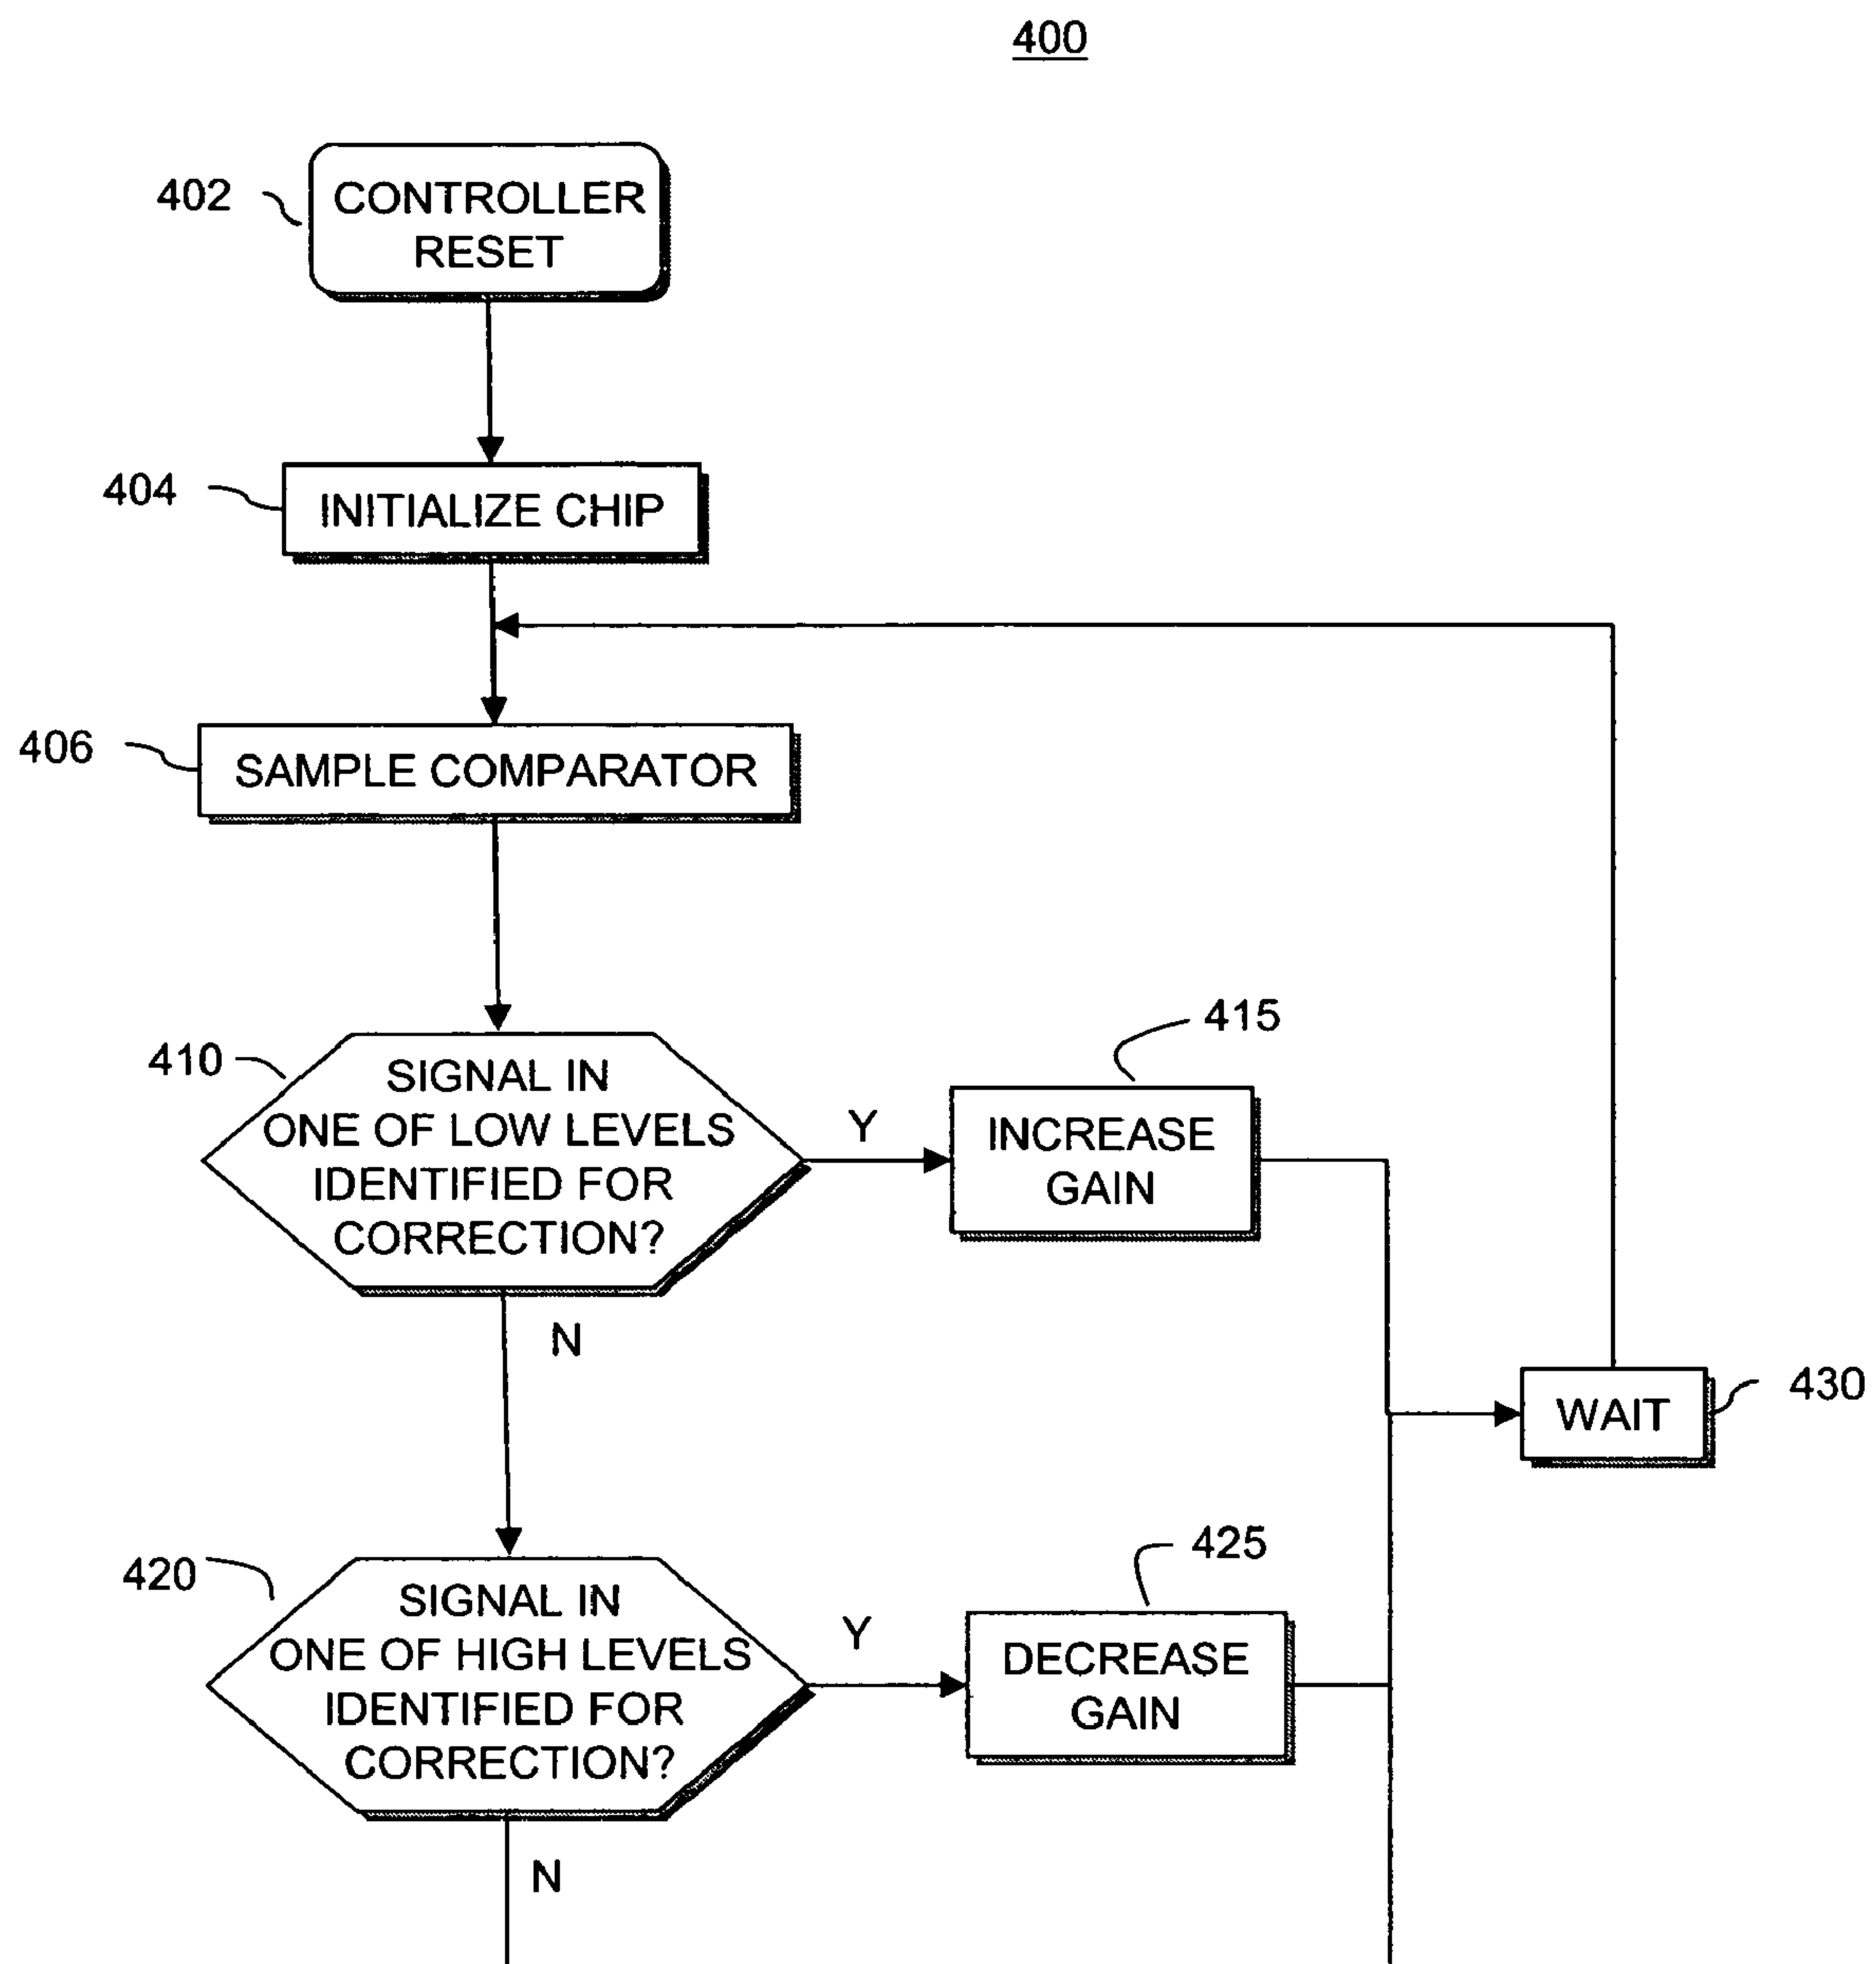 400
402
CONTROLLER
RESET
404
INITIALIZE CHIP
406
SAMPLE COMPARATOR
410
SIGNAL IN
ONE OF LOW LEVELS
IDENTIFIED FOR
CORRECTION?
Y
415
INCREASE
GAIN
N
WAIT
430
420
SIGNAL IN
ONE OF HIGH LEVELS
IDENTIFIED FOR
CORRECTION?
Y
425
DECREASE
GAIN
N